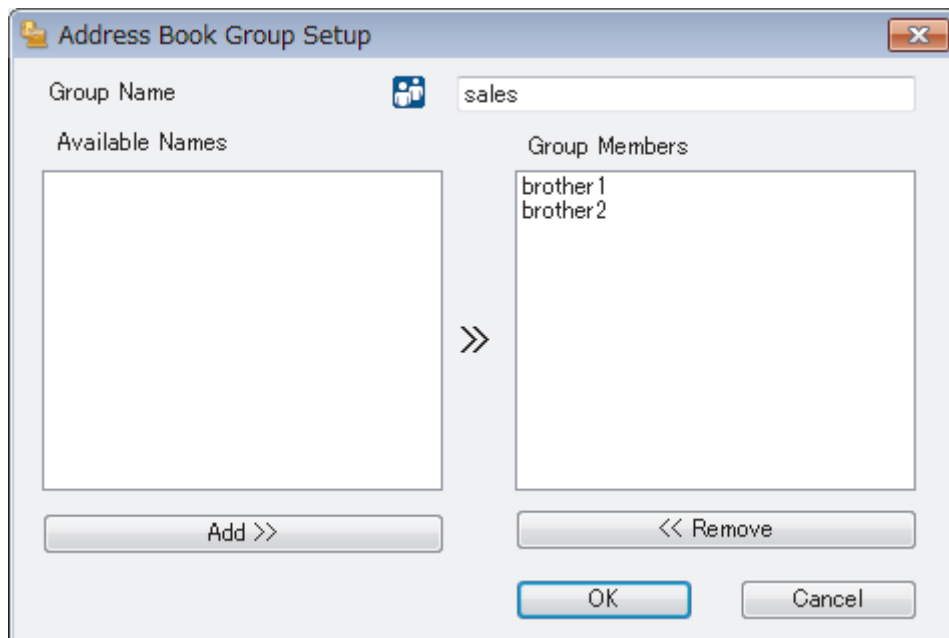 Address Book Group Setup
Group Name
sales
Available Names
Group Members
brother1
brother2
>>
Add >>
<< Remove
OK
Cancel